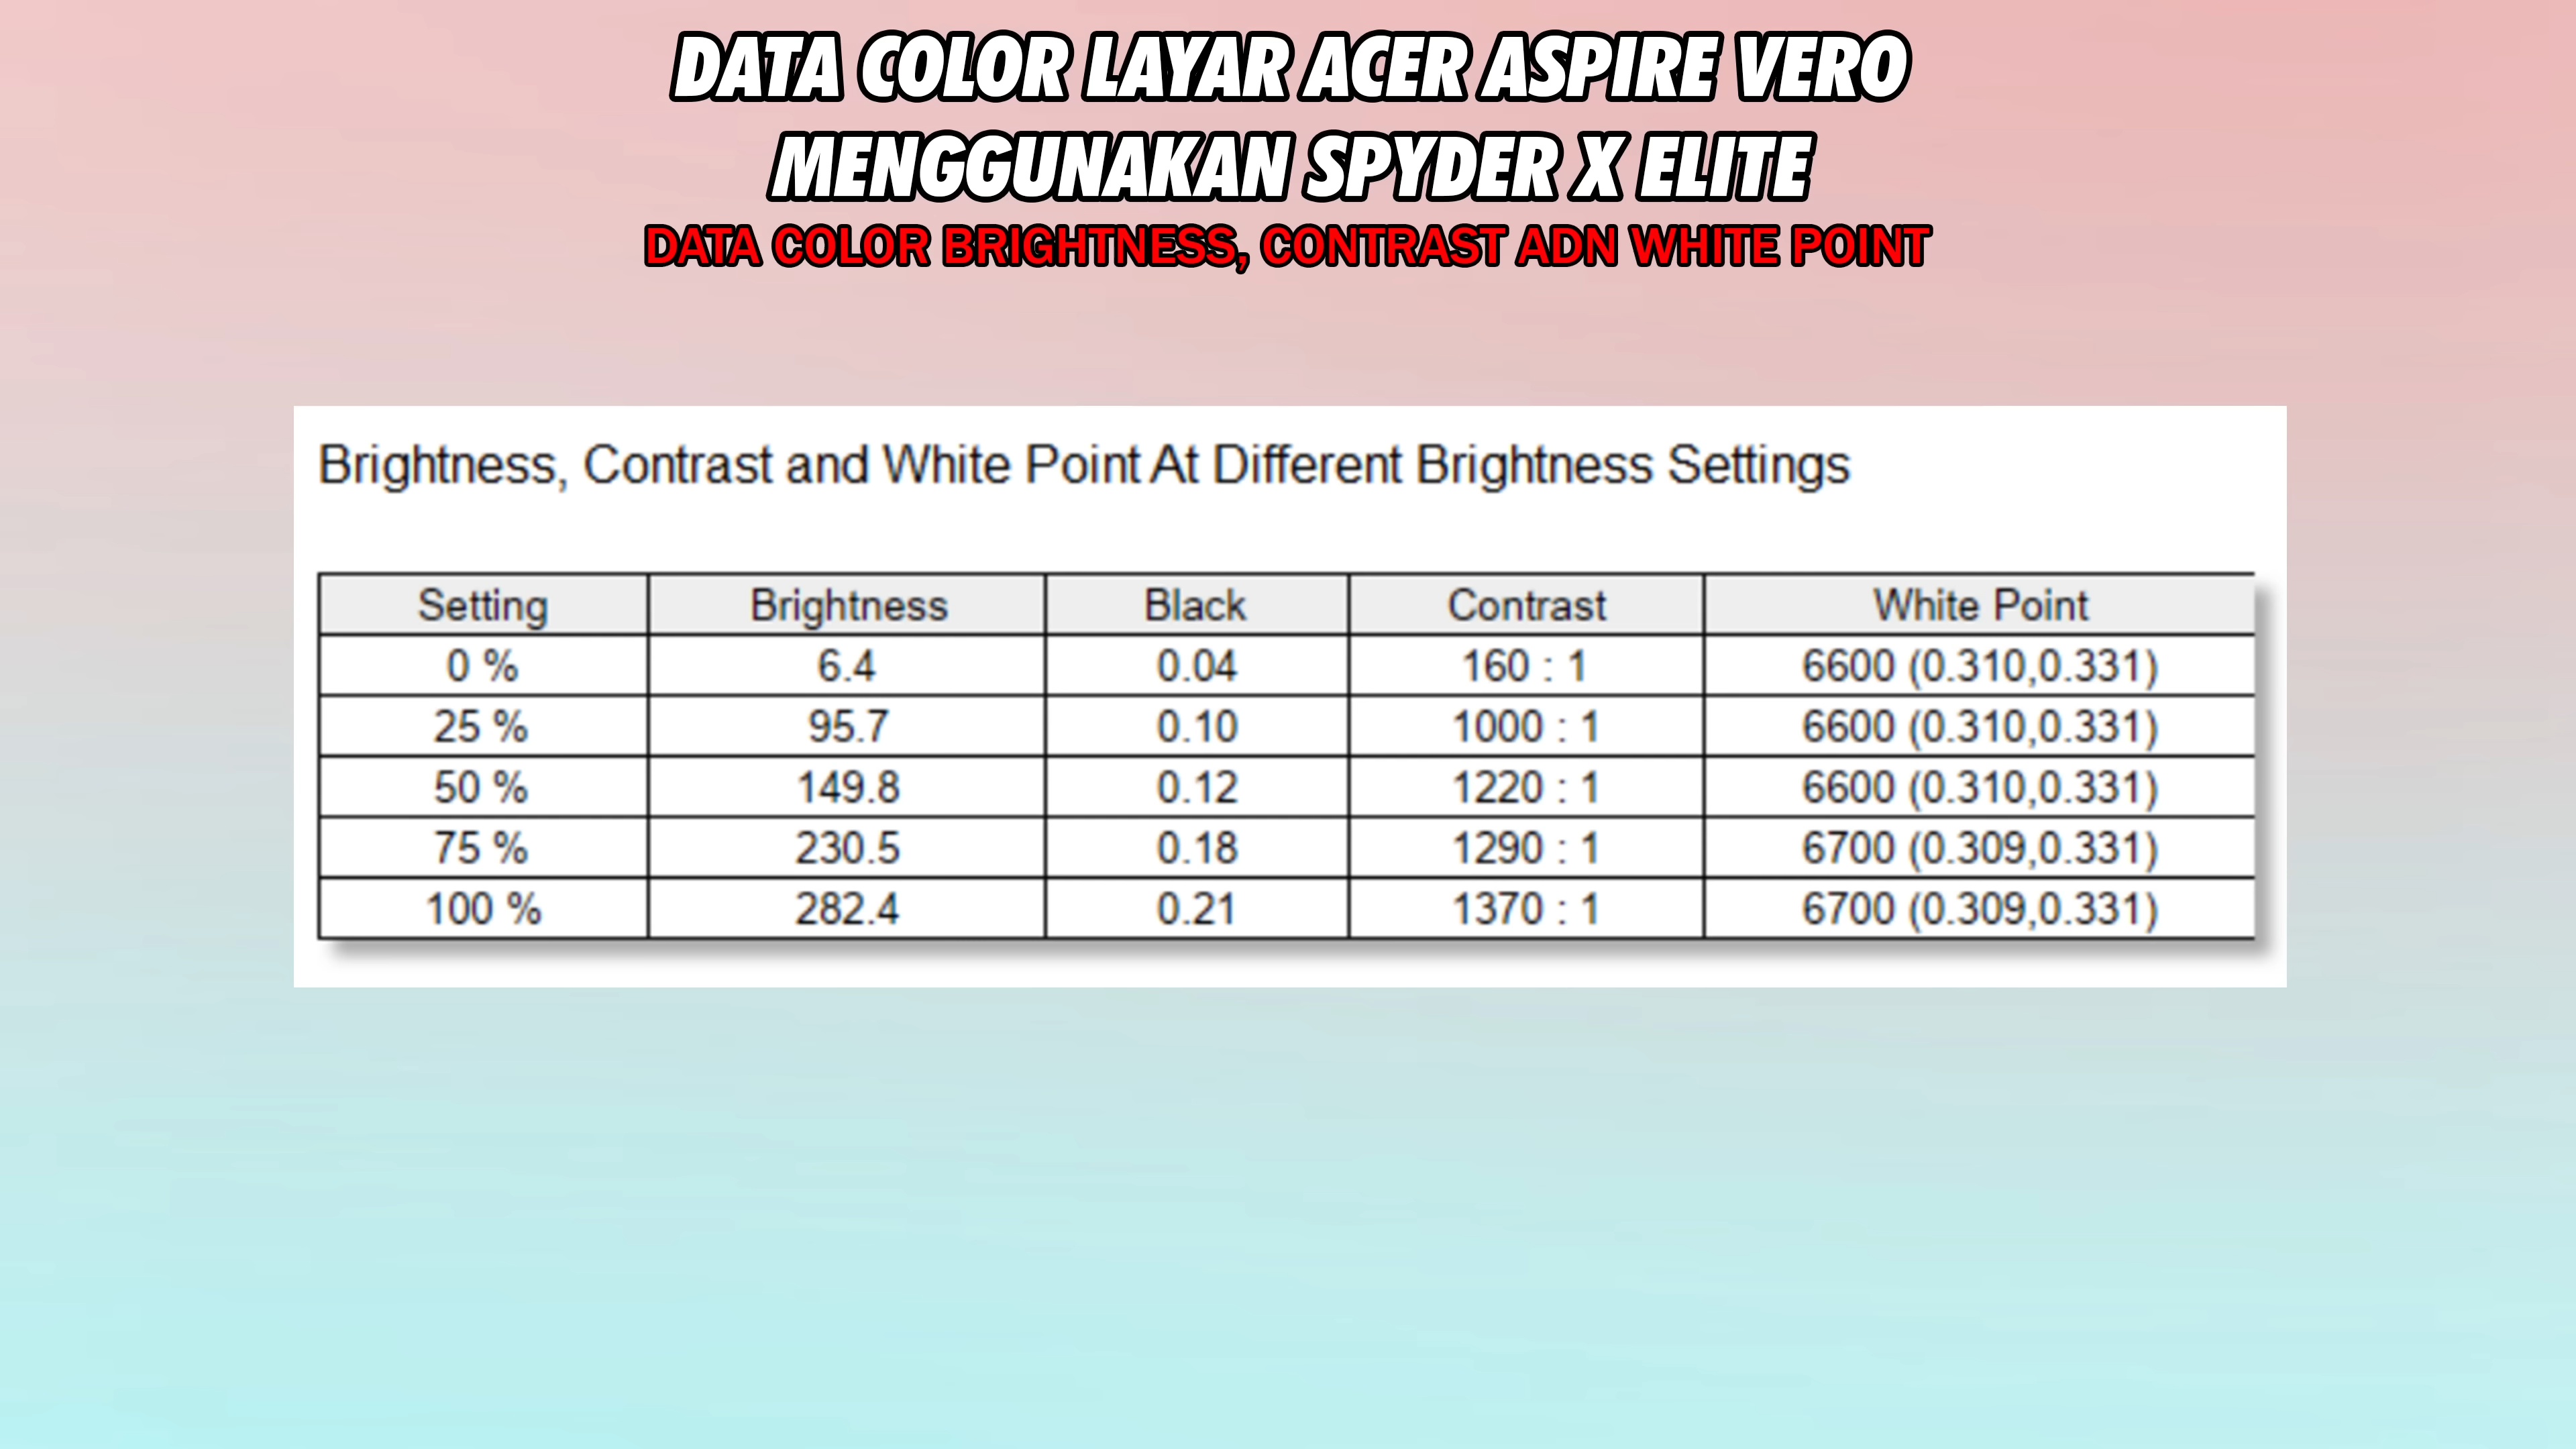 DATA COLOR LAYAR ACER ASPIRE VERO
MENGGUNAKAN SPYDER X ELITE
DATA COLOR BRIGHTNESS, CONTRAST ADN WHITE POINT
Brightness, Contrast and White Point At Different Brightness Settings
Setting Brightness Black Contrast White Point
0 % 6.4 0.04 160 : 1 6600 (0.310,0.331)
25 % 95.7 0.10 1000 : 1 6600 (0.310,0.331)
50 % 149.8 0.12 1220 : 1 6600 (0.310,0.331)
75 % 230.5 0.18 1290 : 1 6700 (0.309,0.331)
100 % 282.4 0.21 1370 : 1 6700 (0.309,0.331)